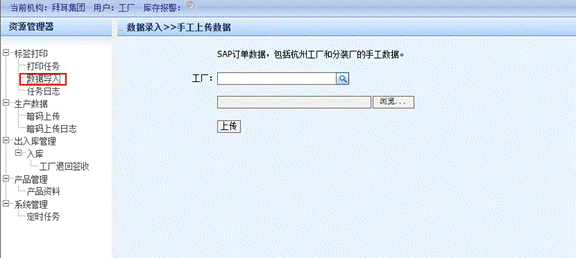 当前机构：拜耳集团 用户：工厂 库存报警：
资源管理器
数据录入>>手工上传数据
标签打印
打印任务
数据导入
任务日志
生产数据
暗码上传
暗码上传日志
出入库管理
入库
工厂退回签收
产品管理
产品资料
系统管理
定时任务
SAP订单数据，包括杭州工厂和分装厂的手工数据。
工厂：
浏览...
上传